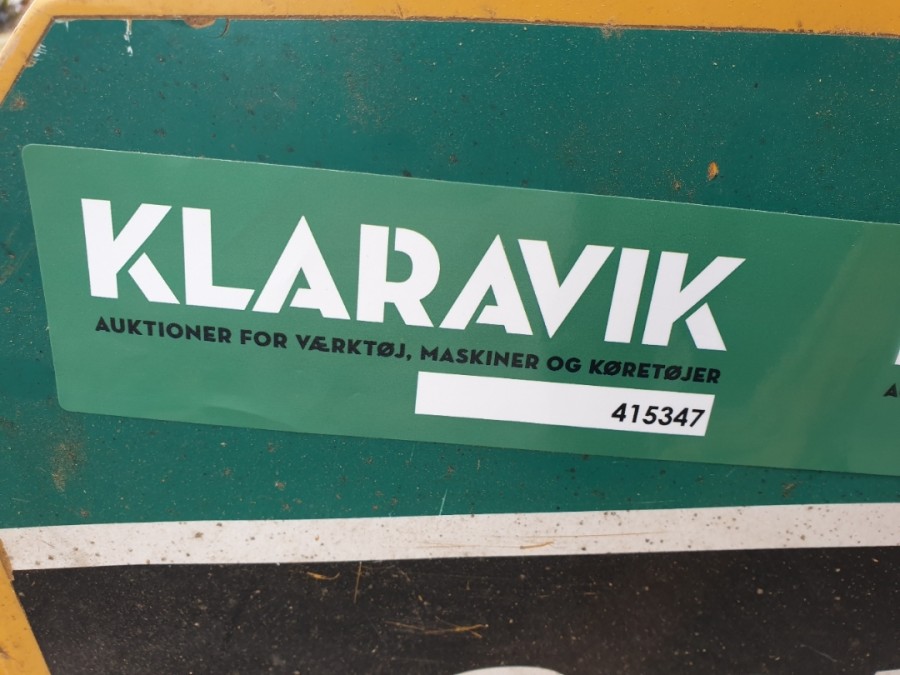 KLARAVIK
AUKTIONER FOR VÆRKTØJ, MASKINER OG KØRETØJER
415347